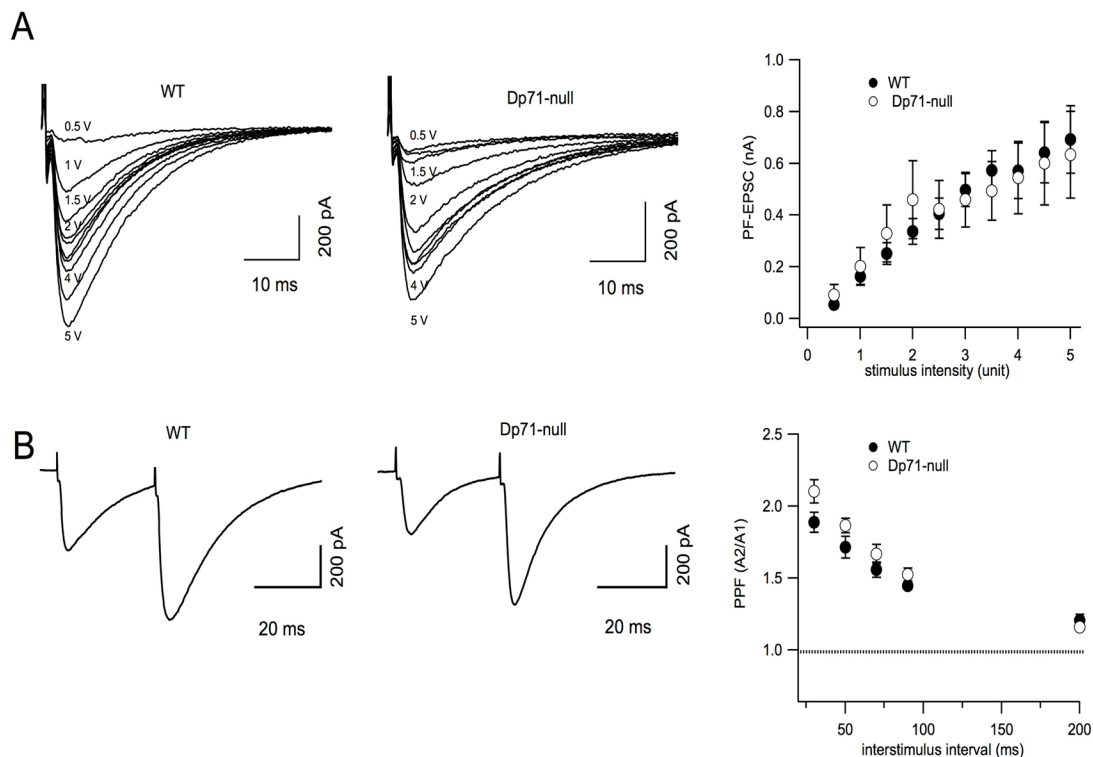 A
WT
0.5 V
1 V
1.5 V
2 V
4 V
5 V
200 pA
10 ms
Dp71-null
0.5 V
1.5 V
2 V
4 V
5 V
200 pA
10 ms
1.0
0.8
0.6
0.4
0.2
0.0
PF-EPSC (nA)
WT
Dp71-null
0 1 2 3 4 5
stimulus intensity (unit)
B
WT
200 pA
20 ms
Dp71-null
200 pA
20 ms
2.5
2.0
1.5
1.0
PPF (A2/A1)
WT
Dp71-null
50 100 150 200
interstimulus interval (ms)